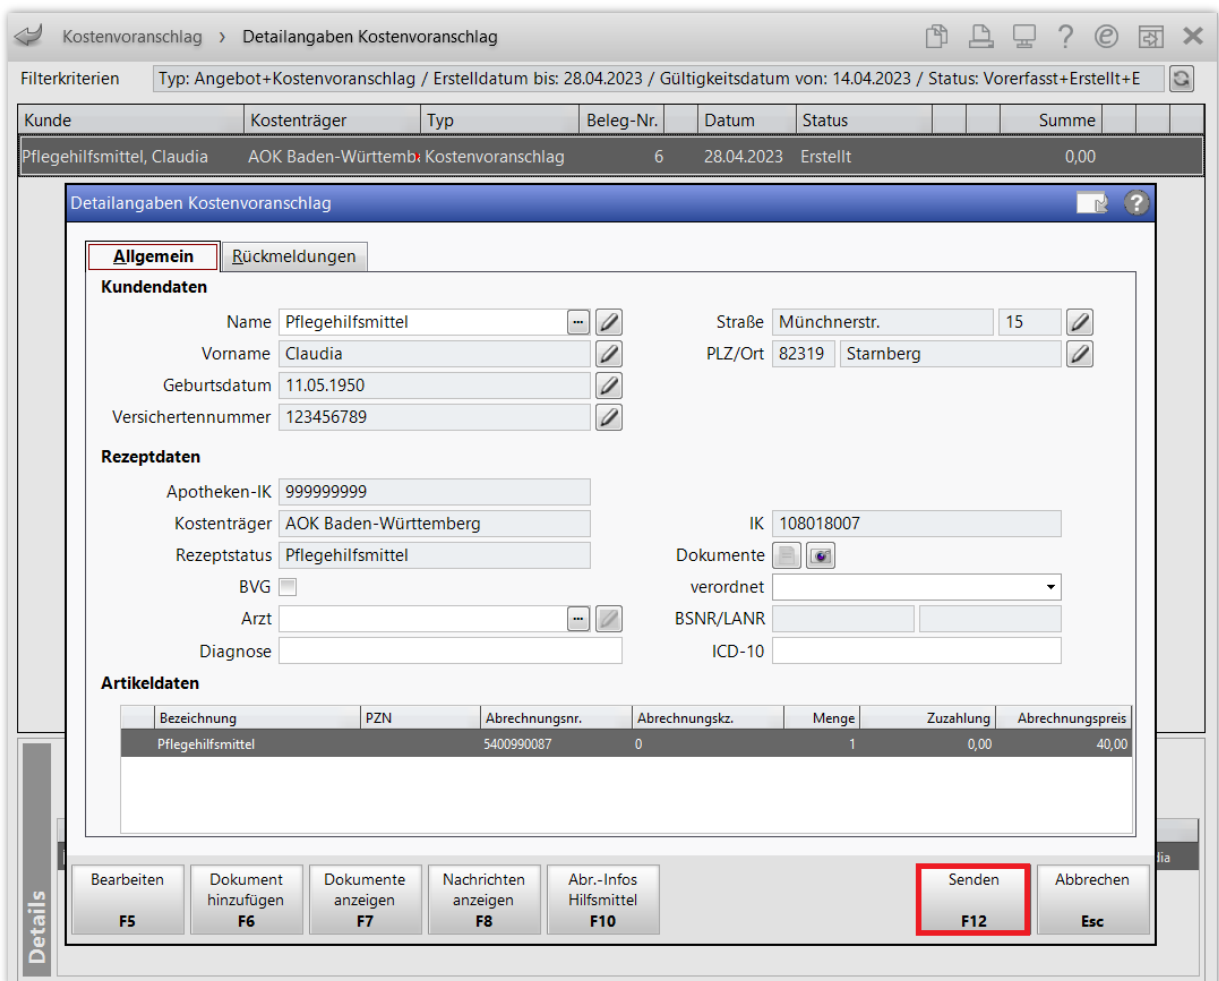 Kostenvoranschlag › Detailangaben Kostenvoranschlag
Filterkriterien Typ: Angebot+Kostenvoranschlag / Erstelldatum bis: 28.04.2023 / Gültigkeitsdatum von: 14.04.2023 / Status: Vorerfasst+Erstellt+E
Kunde Kostenträger Typ Beleg-Nr. Datum Status Summe
Pflegehilfsmittel, Claudia AOK Baden-Württemb Kostenvoranschlag 6 28.04.2023 Erstellt 0,00
Detailangaben Kostenvoranschlag
Allgemein Rückmeldungen
Kundendaten
Name Pflegehilfsmittel Straße Münchnerstr. 15
Vorname Claudia PLZ/Ort 82319 Starnberg
Geburtsdatum 11.05.1950
Versichertennummer 123456789
Rezeptdaten
Apotheken-IK 999999999
Kostenträger AOK Baden-Württemberg IK 108018007
Rezeptstatus Pflegehilfsmittel Dokumente
BVG verordnet
Arzt BSNR/LANR
Diagnose ICD-10
Artikeldaten
Bezeichnung PZN Abrechnungsnr. Abrechnungskz. Menge Zuzahlung Abrechnungspreis
Pflegehilfsmittel 5400990087 0 1 0,00 40,00
dia
Details
Bearbeiten F5
Dokument hinzufügen F6
Dokumente anzeigen F7
Nachrichten anzeigen F8
Abr.-Infos Hilfsmittel F10
Senden F12
Abbrechen Esc